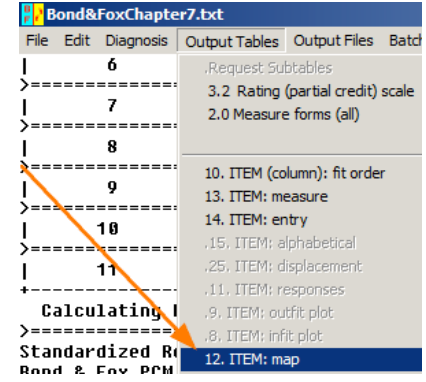 Bond&FoxChapter7.txt
File Edit Diagnosis Output Tables Output Files Batch
6
7
8
9
10
11
Calculating
Standardized R
Bond & Fox PCM
.Request Subtables
3.2 Rating (partial credit) scale
2.0 Measure forms (all)
10. ITEM (column): fit order
13. ITEM: measure
14. ITEM: entry
.15. ITEM: alphabetical
.25. ITEM: displacement
.11. ITEM: responses
.9. ITEM: outfit plot
.8. ITEM: infit plot
12. ITEM: map